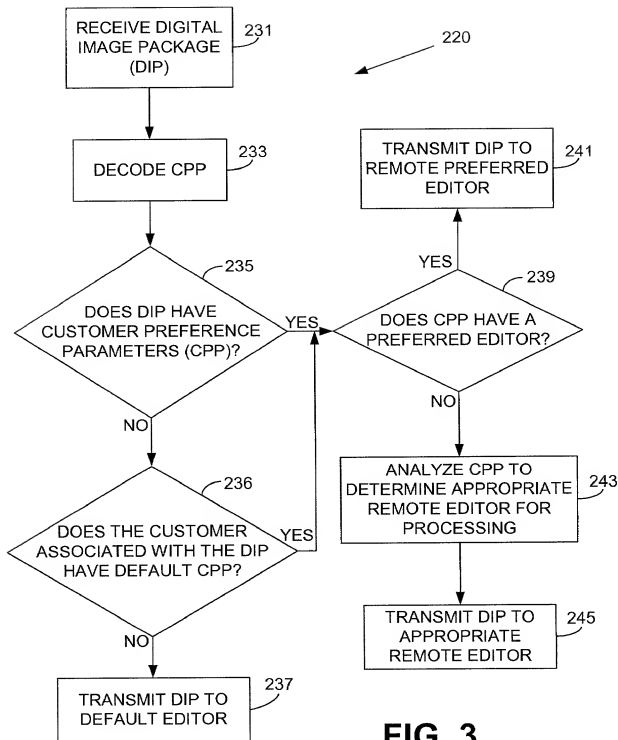 RECEIVE DIGITAL
IMAGE PACKAGE
(DIP)
231
220
DECODE CPP
233
TRANSMIT DIP TO
REMOTE PREFERRED
EDITOR
241
235
DOES DIP HAVE
CUSTOMER PREFERENCE
PARAMETERS (CPP)?
YES
NO
YES
239
DOES CPP HAVE A
PREFERRED EDITOR?
NO
236
DOES THE CUSTOMER
ASSOCIATED WITH THE DIP
HAVE DEFAULT CPP?
YES
NO
ANALYZE CPP TO
DETERMINE APPROPRIATE
REMOTE EDITOR FOR
PROCESSING
243
TRANSMIT DIP TO
APPROPRIATE
REMOTE EDITOR
245
TRANSMIT DIP TO
DEFAULT EDITOR
237
FIG. 3